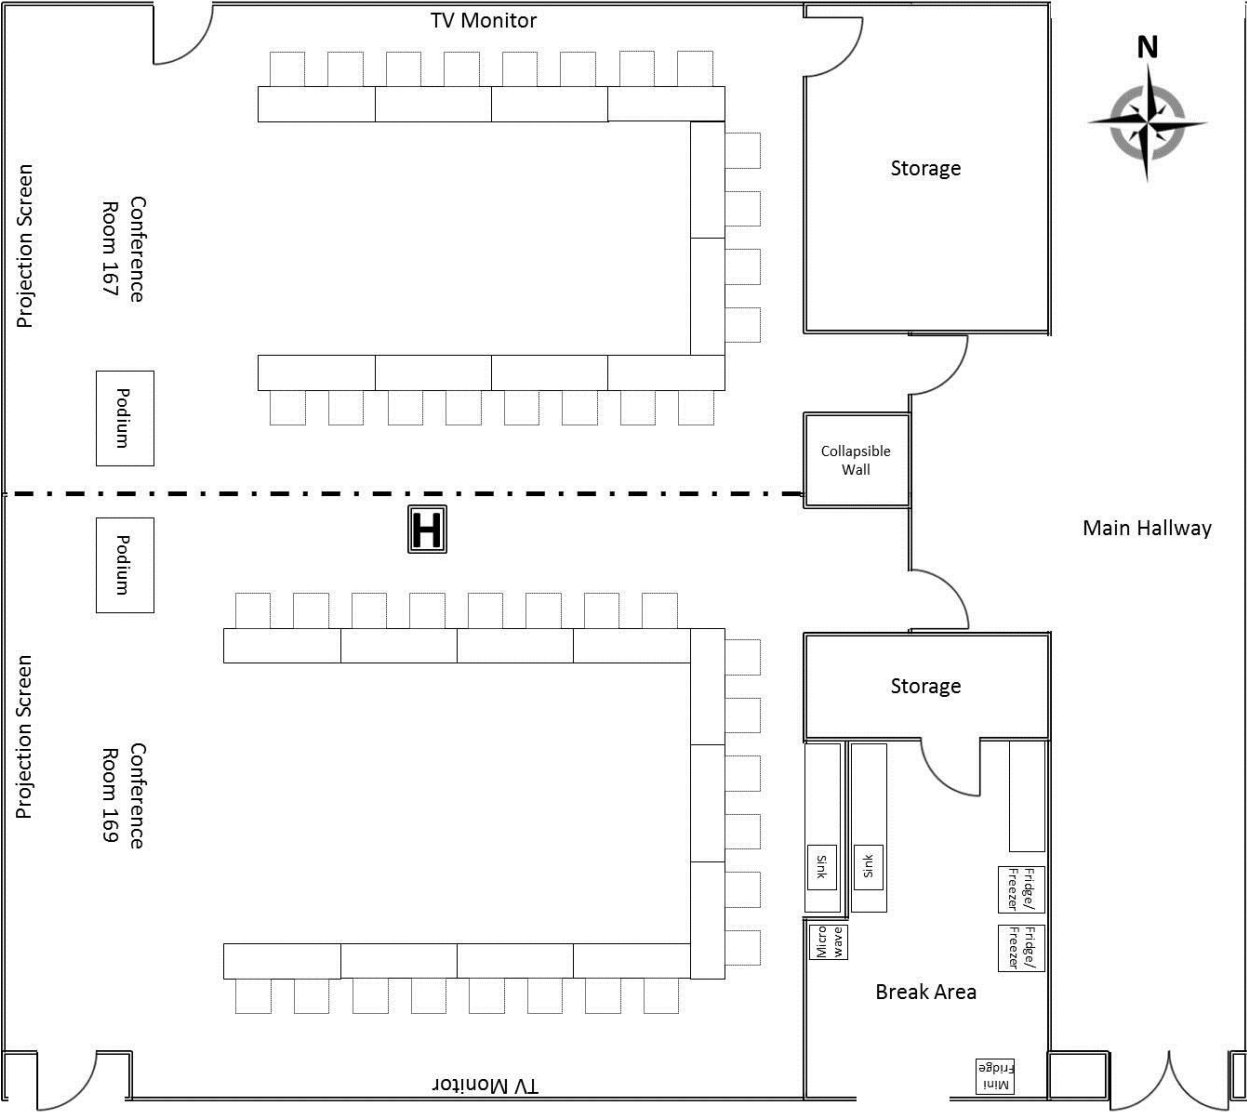 TV Monitor
N
Storage
Projection Screen
Conference
Room 167
Podium
Collapsible
Wall
H
Main Hallway
Podium
Storage
Projection Screen
Conference
Room 169
Sink
Sink
Fridge/
Freezer
Micro
wave
Fridge/
Freezer
Break Area
Mini
Fridge
TV Monitor